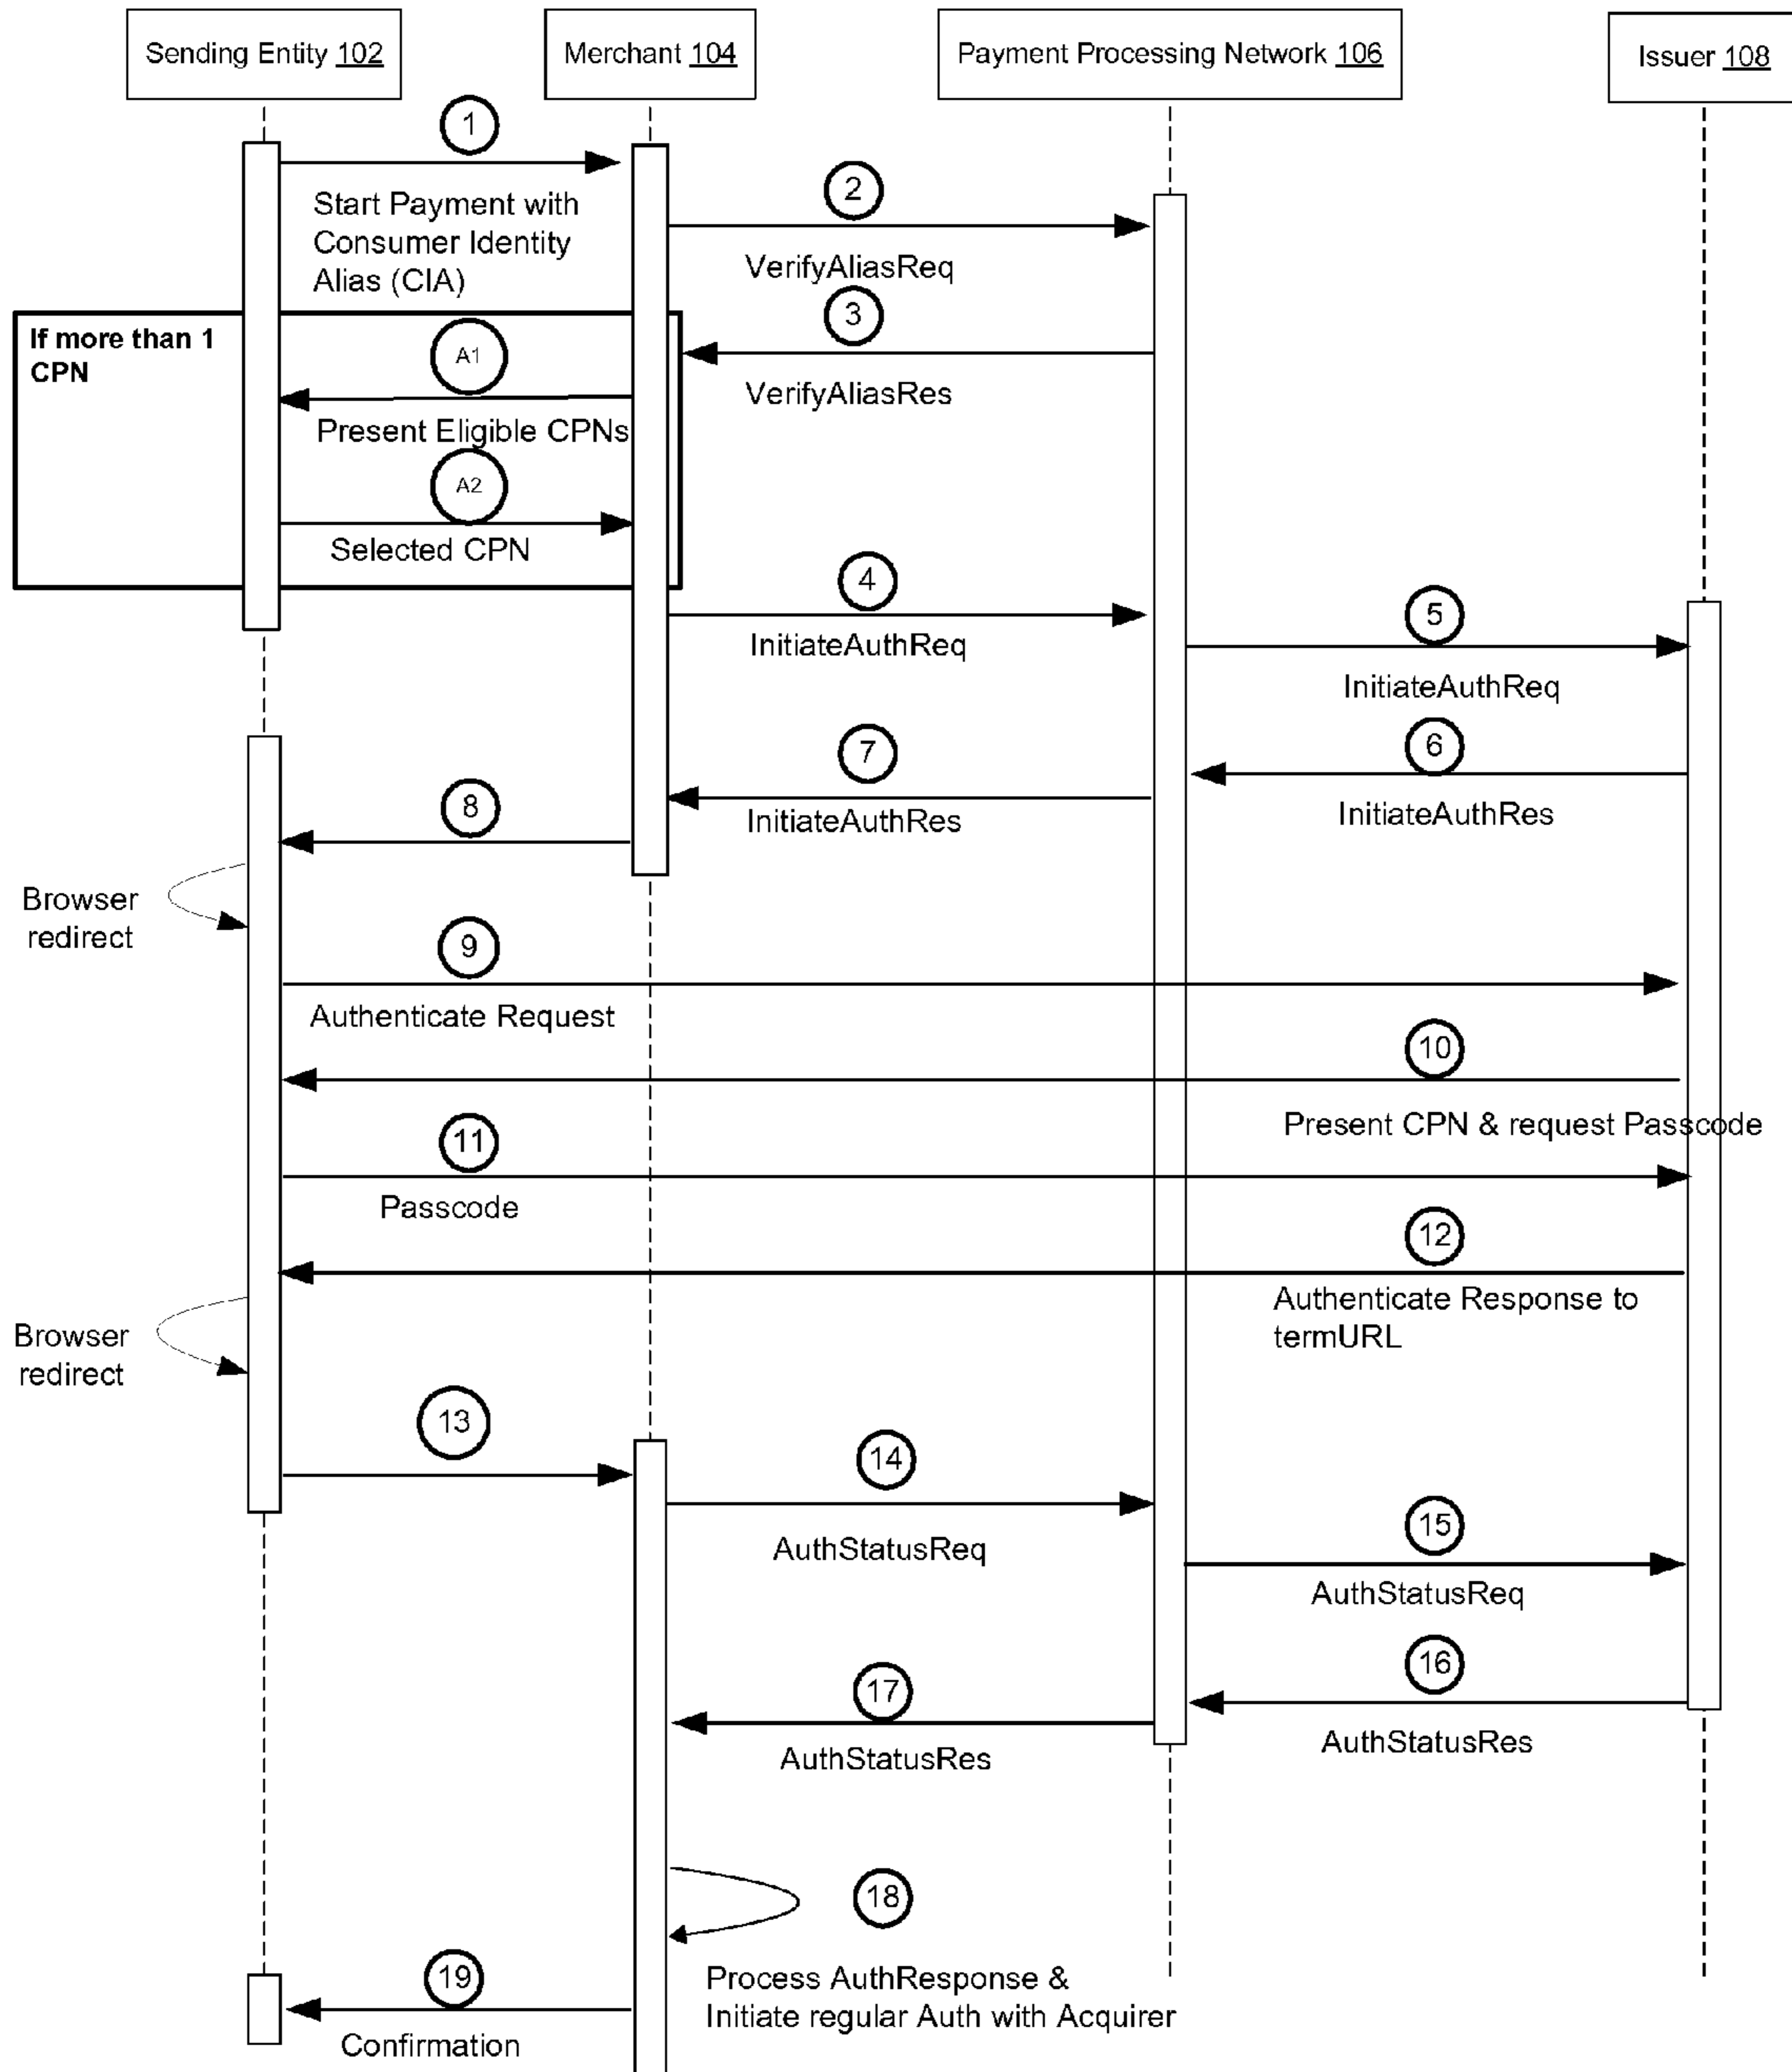 Sending Entity 102
Merchant 104
Payment Processing Network 106
Issuer 108
1
Start Payment with
Consumer Identity
Alias (CIA)
2
VerifyAliasReq
3
VerifyAliasRes
If more than 1
CPN
A1
Present Eligible CPNs
A2
Selected CPN
4
InitiateAuthReq
5
InitiateAuthReq
6
InitiateAuthRes
7
InitiateAuthRes
8
Browser
redirect
9
Authenticate Request
10
Present CPN & request Passcode
11
Passcode
12
Authenticate Response to
termURL
Browser
redirect
13
14
AuthStatusReq
15
AuthStatusReq
16
AuthStatusRes
17
AuthStatusRes
18
Process AuthResponse &
Initiate regular Auth with Acquirer
19
Confirmation